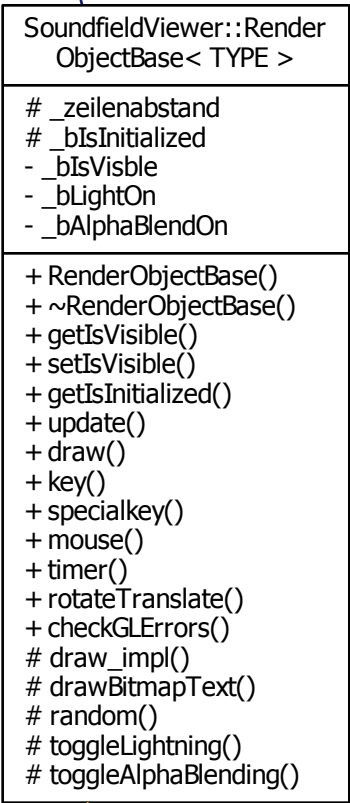 SoundfieldViewer::Render
ObjectBase< TYPE >
# _zeilenabstand
# _bIsInitialized
- _bIsVisble
- _bLightOn
- _bAlphaBlendOn
+ RenderObjectBase()
+ ~RenderObjectBase()
+ getIsVisible()
+ setIsVisible()
+ getIsInitialized()
+ update()
+ draw()
+ key()
+ specialkey()
+ mouse()
+ timer()
+ rotateTranslate()
+ checkGLErrors()
# draw_impl()
# drawBitmapText()
# random()
# toggleLightning()
# toggleAlphaBlending()